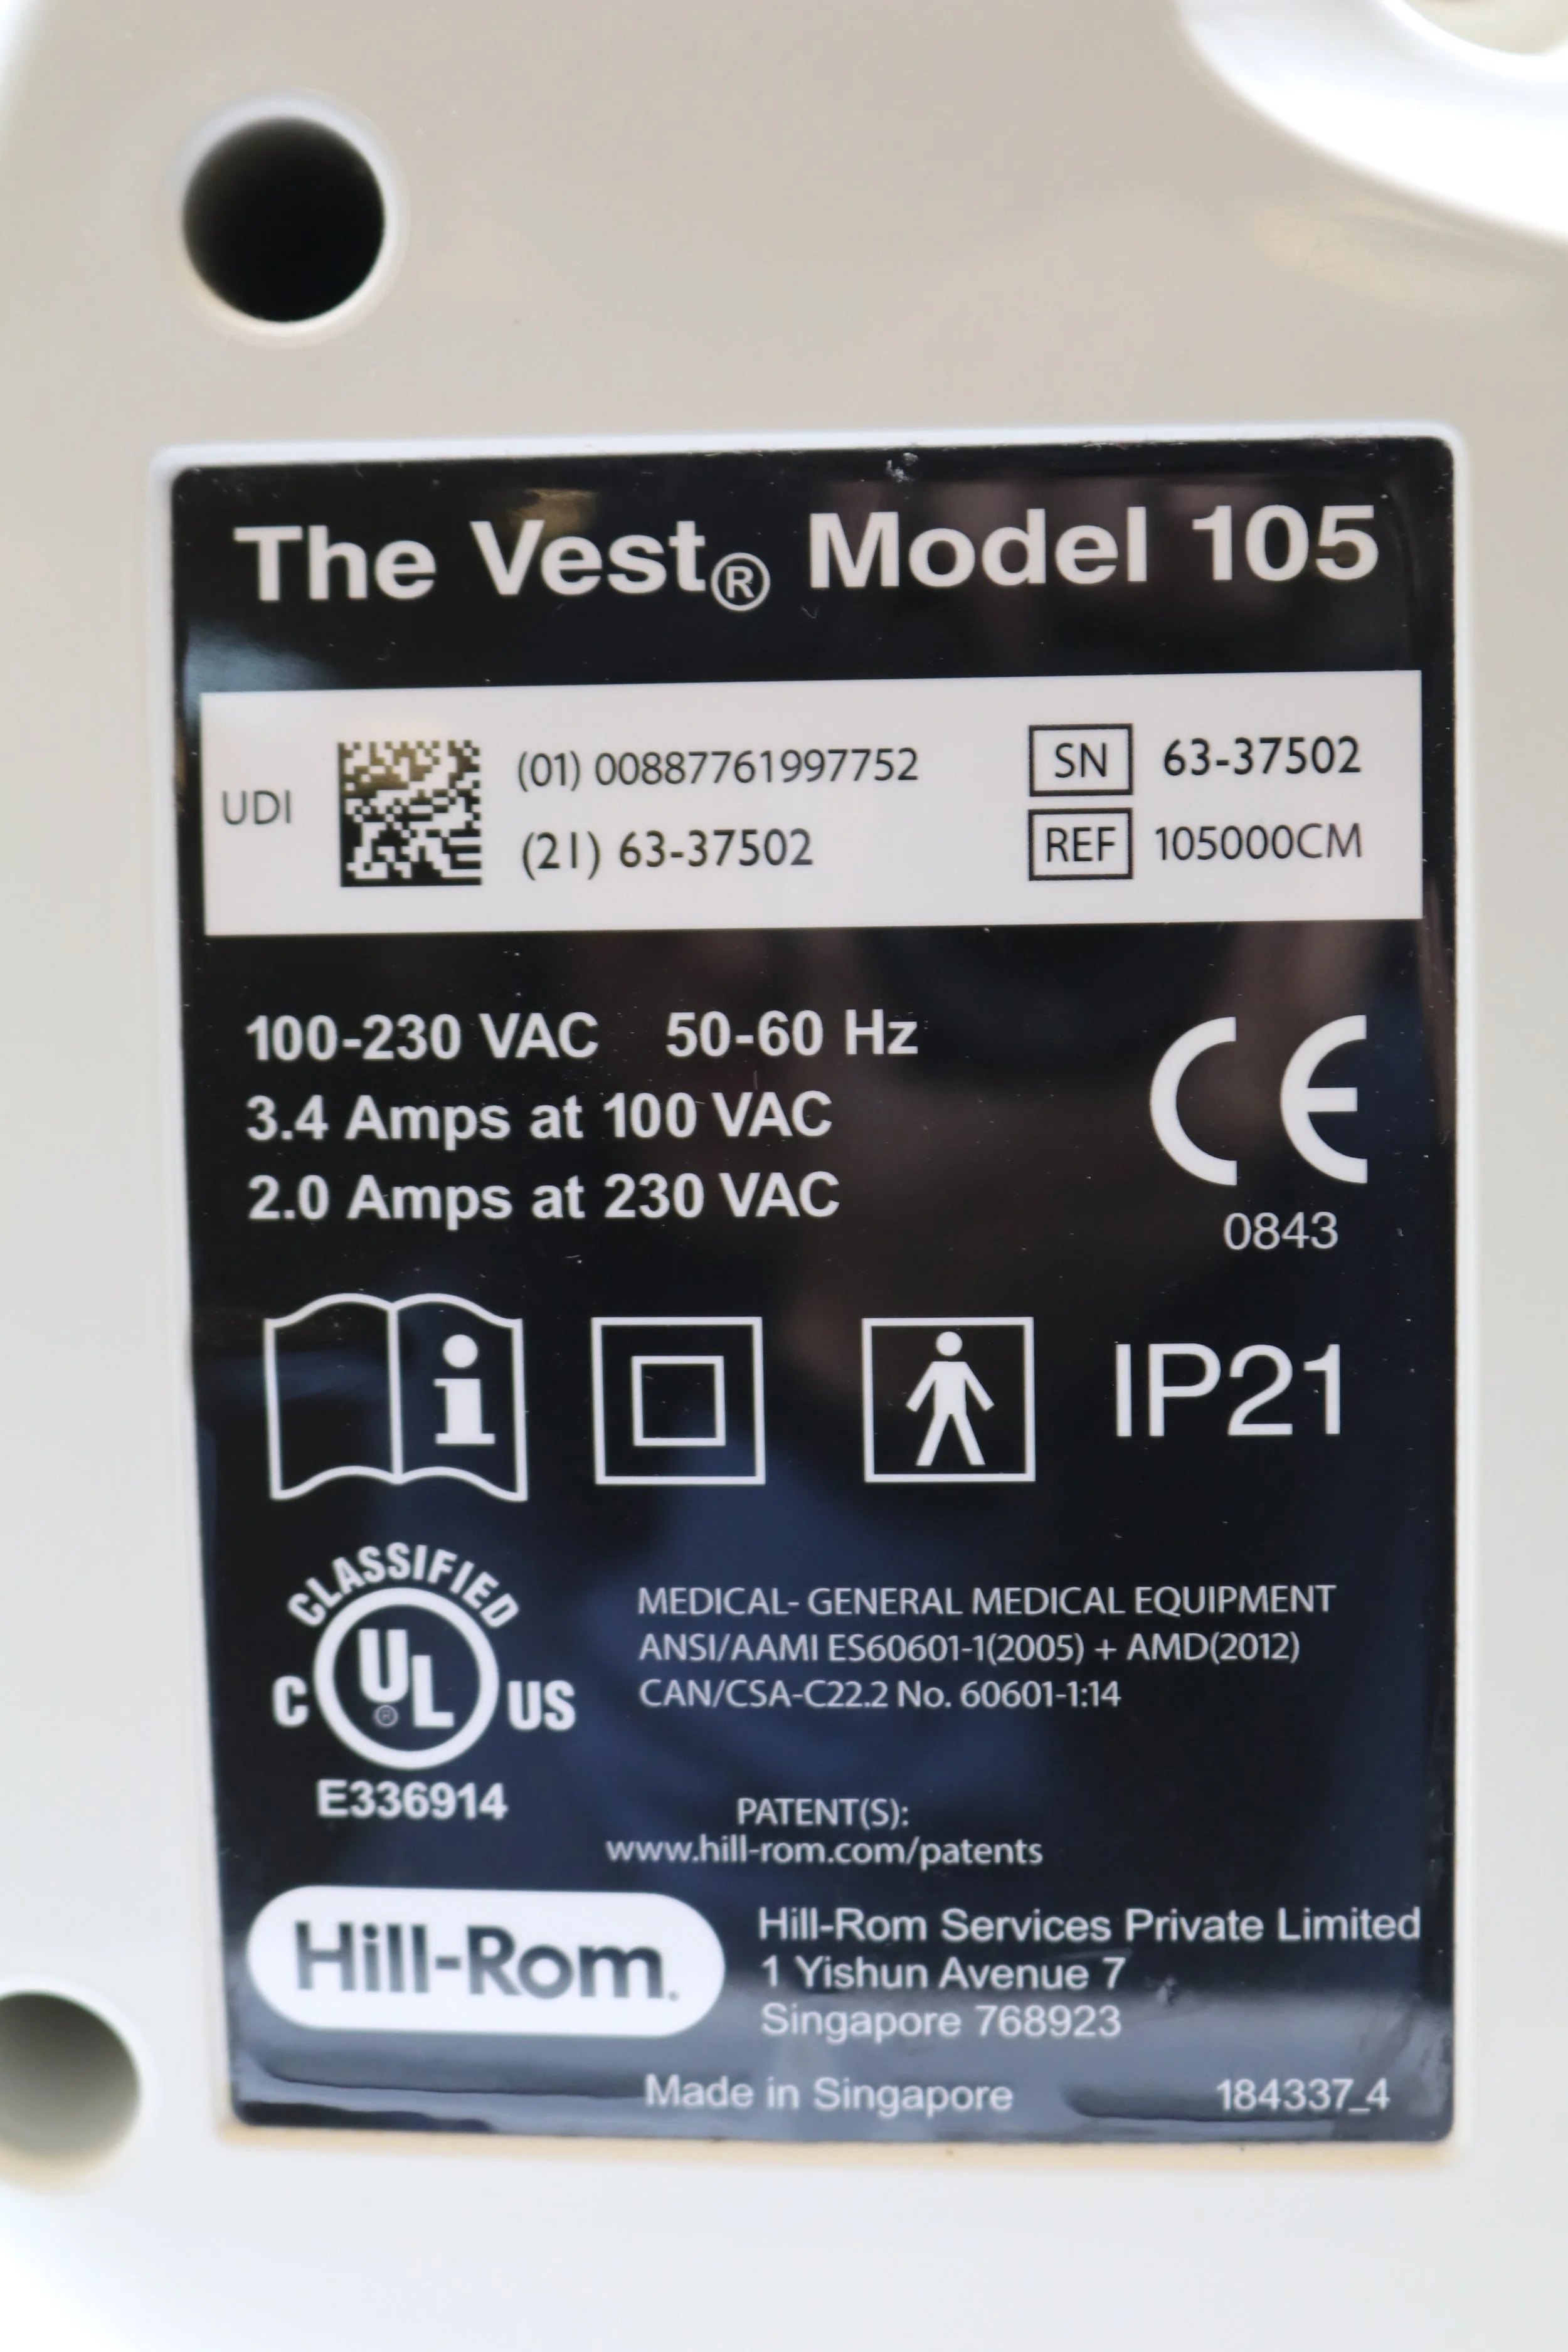 The Vest® Model 105
UDI
(01) 00887761997752
(21) 63-37502
SN 63-37502
REF 105000CM
100-230 VAC 50-60 Hz
3.4 Amps at 100 VAC
2.0 Amps at 230 VAC
CE
0843
i
IP21
CLASSIFIED
C UL® US
E336914
MEDICAL- GENERAL MEDICAL EQUIPMENT
ANSI/AAMI ES60601-1(2005) + AMD(2012)
CAN/CSA-C22.2 No. 60601-1:14
PATENT(S):
www.hill-rom.com/patents
Hill-Rom.
Hill-Rom Services Private Limited
1 Yishun Avenue 7
Singapore 768923
Made in Singapore
184337_4